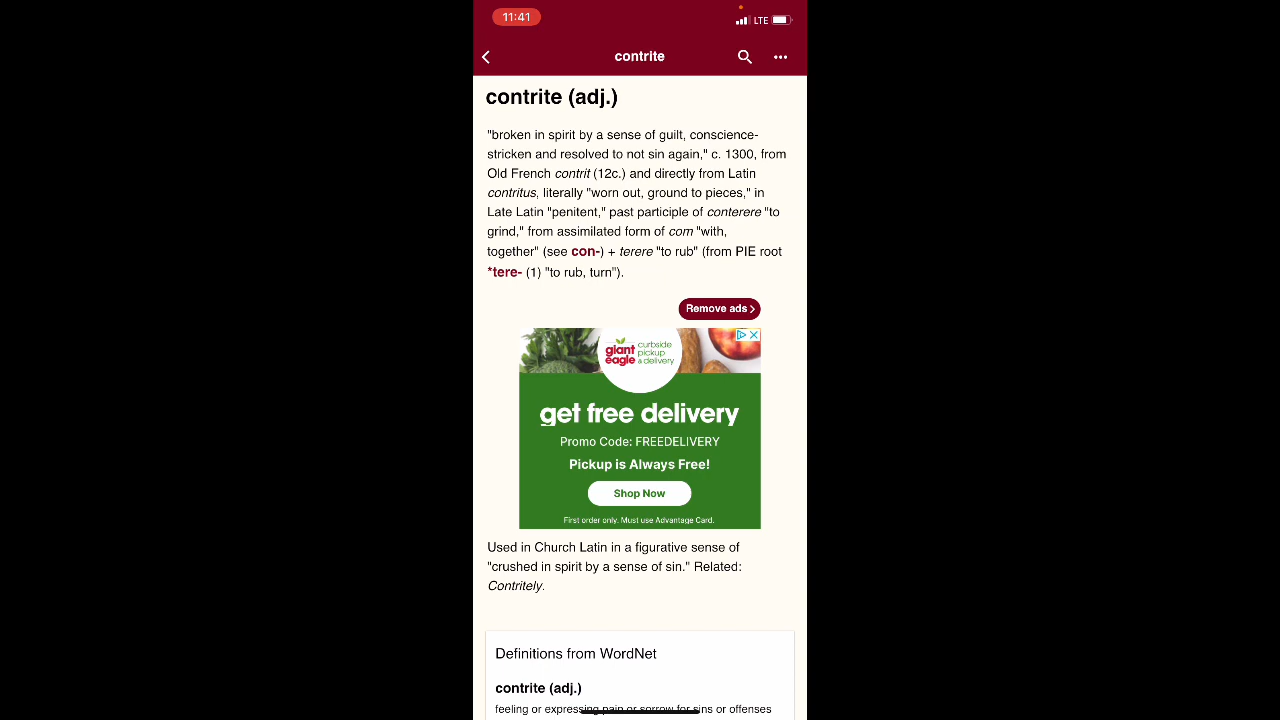 11:41
LTE
contrite
contrite (adj.)
"broken in spirit by a sense of guilt, conscience-
stricken and resolved to not sin again," c. 1300, from
Old French contrit (12c.) and directly from Latin
contritus, literally "worn out, ground to pieces," in
Late Latin "penitent," past participle of conterere "to
grind," from assimilated form of com "with,
together" (see con-) + terere "to rub" (from PIE root
*tere- (1) "to rub, turn").
Remove ads
giant
eagle
curbside
pickup
& delivery
get free delivery
Promo Code: FREEDELIVERY
Pickup is Always Free!
Shop Now
First order only. Must use Advantage Card.
Used in Church Latin in a figurative sense of
"crushed in spirit by a sense of sin." Related:
Contritely.
Definitions from WordNet
contrite (adj.)
feeling or expressing pain or sorrow for sins or offenses